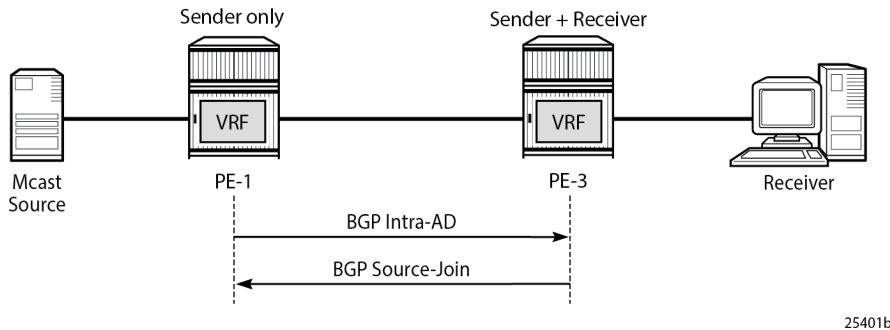 Sender only
Sender + Receiver
VRF
VRF
Mcast
Source
PE-1
PE-3
Receiver
BGP Intra-AD
BGP Source-Join
25401b